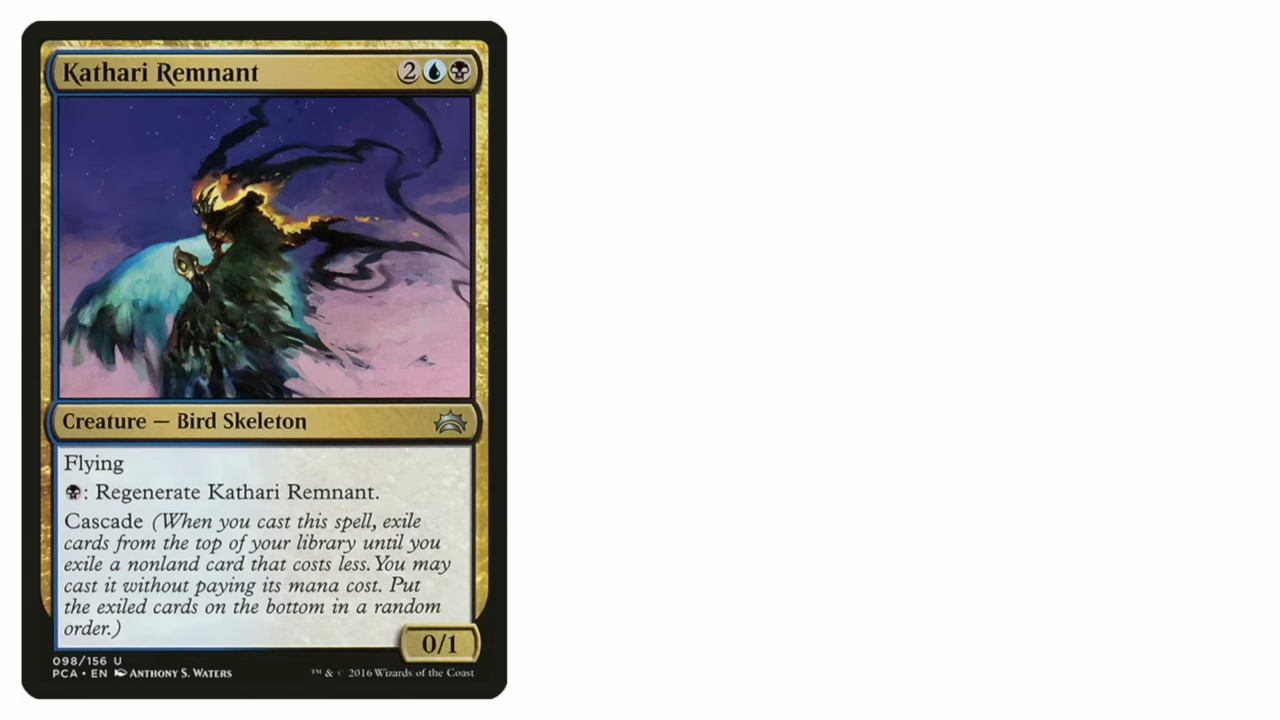 Kathari Remnant 2
Creature — Bird Skeleton
Flying
: Regenerate Kathari Remnant.
Cascade (When you cast this spell, exile
cards from the top of your library until you
exile a nonland card that costs less. You may
cast it without paying its mana cost. Put
the exiled cards on the bottom in a random
order.)
0/1
098/156 U
PCA • EN ANTHONY S. WATERS ™ & © 2016 Wizards of the Coast